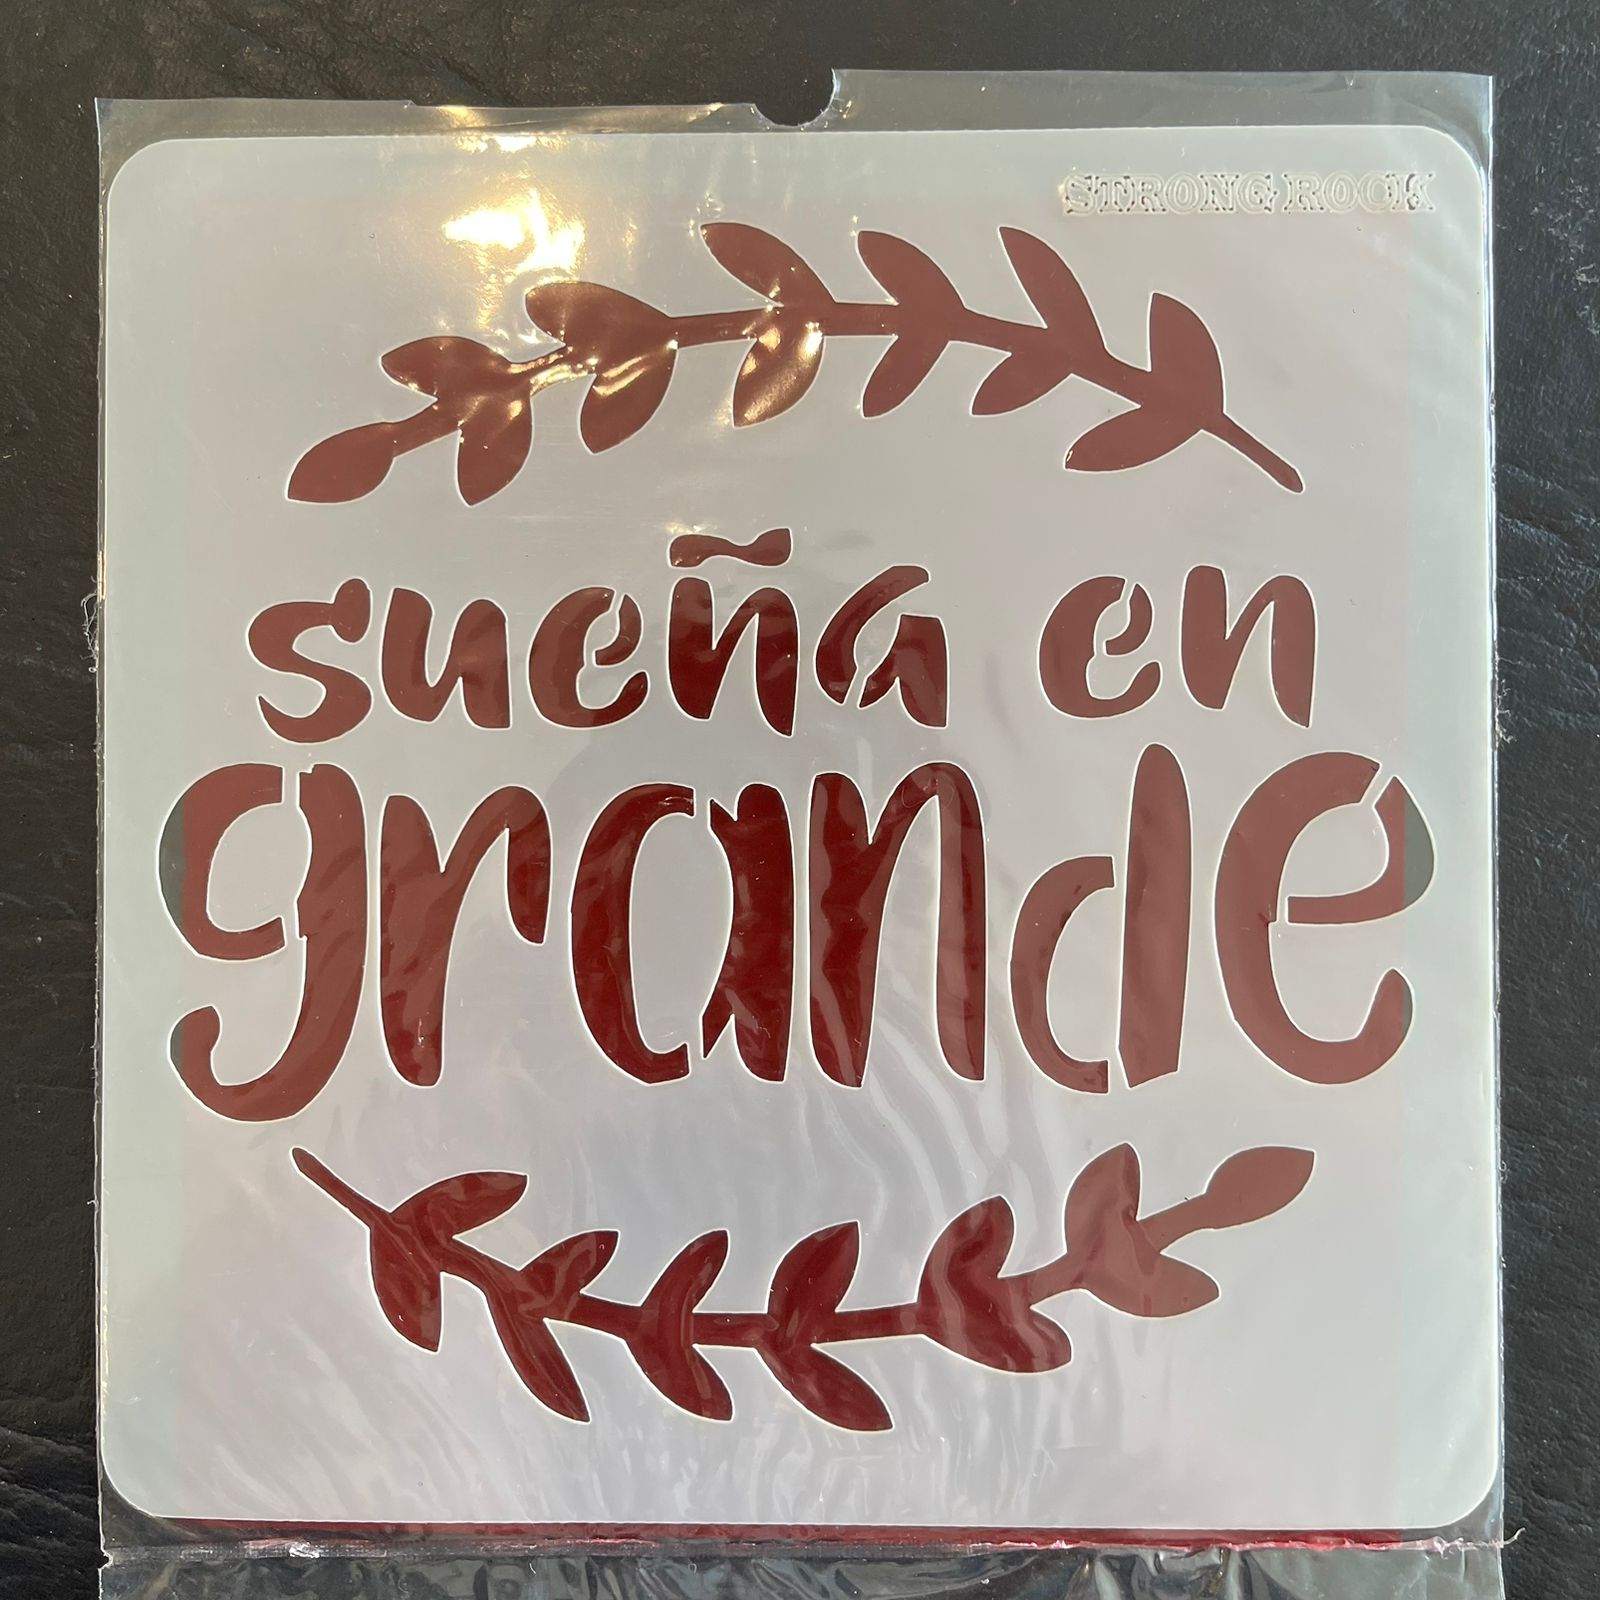 STRONG ROCK
sueña en
grande